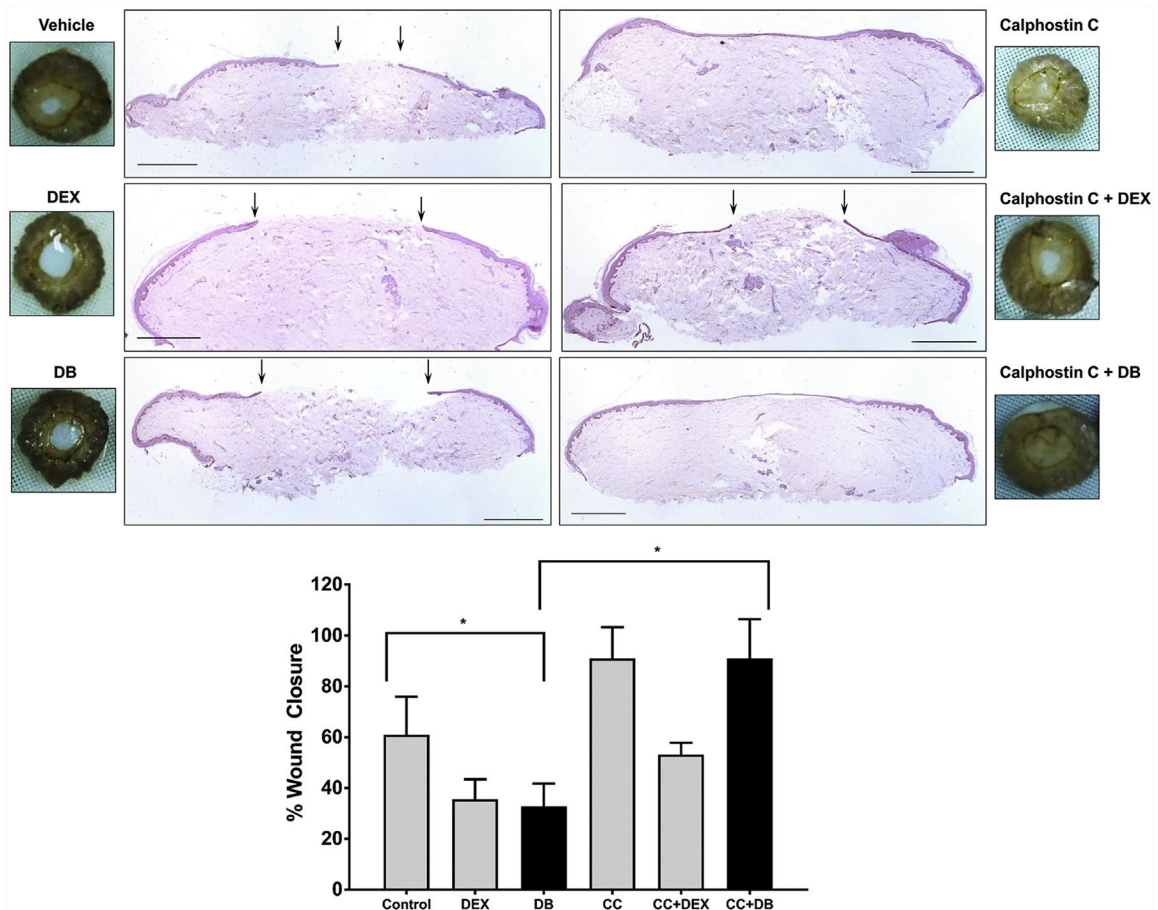 Vehicle
Calphostin C
DEX
Calphostin C + DEX
DB
Calphostin C + DB
*
*
120
100
80
60
40
20
0
% Wound Closure
Control DEX DB CC CC+DEX CC+DB